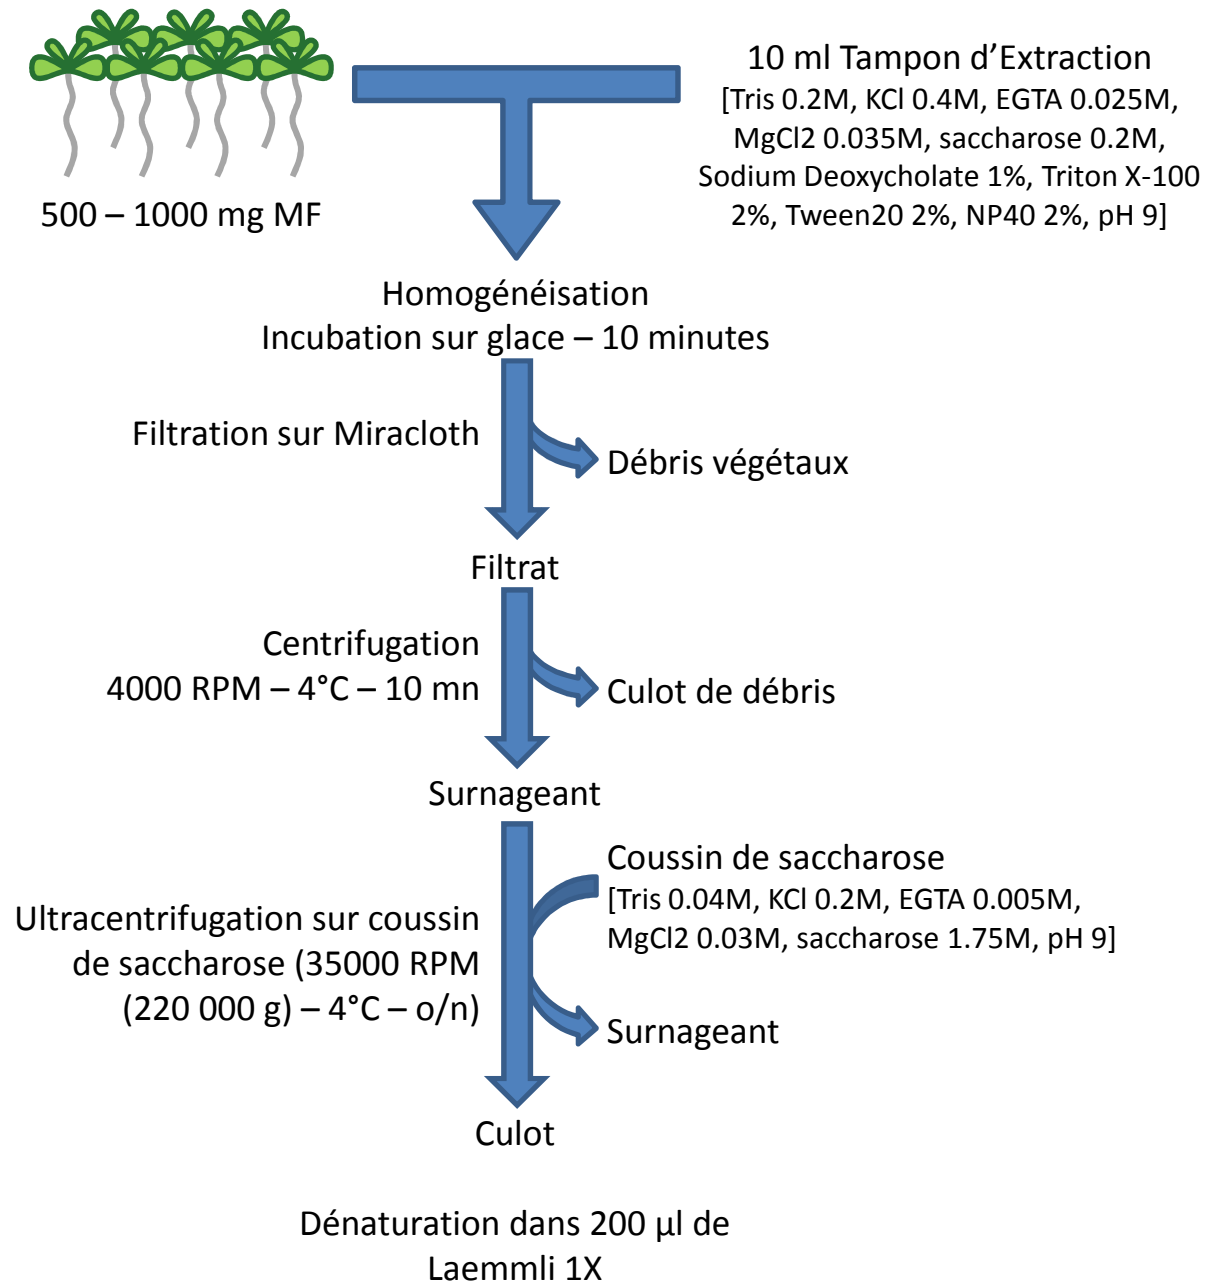 10 ml Tampon d’Extraction
[Tris 0.2M, KCl 0.4M, EGTA 0.025M,
MgCl2 0.035M, saccharose 0.2M,
Sodium Deoxycholate 1%, Triton X-100
2%, Tween20 2%, NP40 2%, pH 9]
500 – 1000 mg MF
Homogénéisation
Incubation sur glace – 10 minutes
Filtration sur Miracloth
Débris végétaux
Filtrat
Centrifugation
4000 RPM – 4°C – 10 mn
Culot de débris
Surnageant
Coussin de saccharose
[Tris 0.04M, KCl 0.2M, EGTA 0.005M,
MgCl2 0.03M, saccharose 1.75M, pH 9]
Ultracentrifugation sur coussin
de saccharose (35000 RPM
(220 000 g) – 4°C – o/n)
Surnageant
Culot
Dénaturation dans 200 µl de
Laemmli 1X